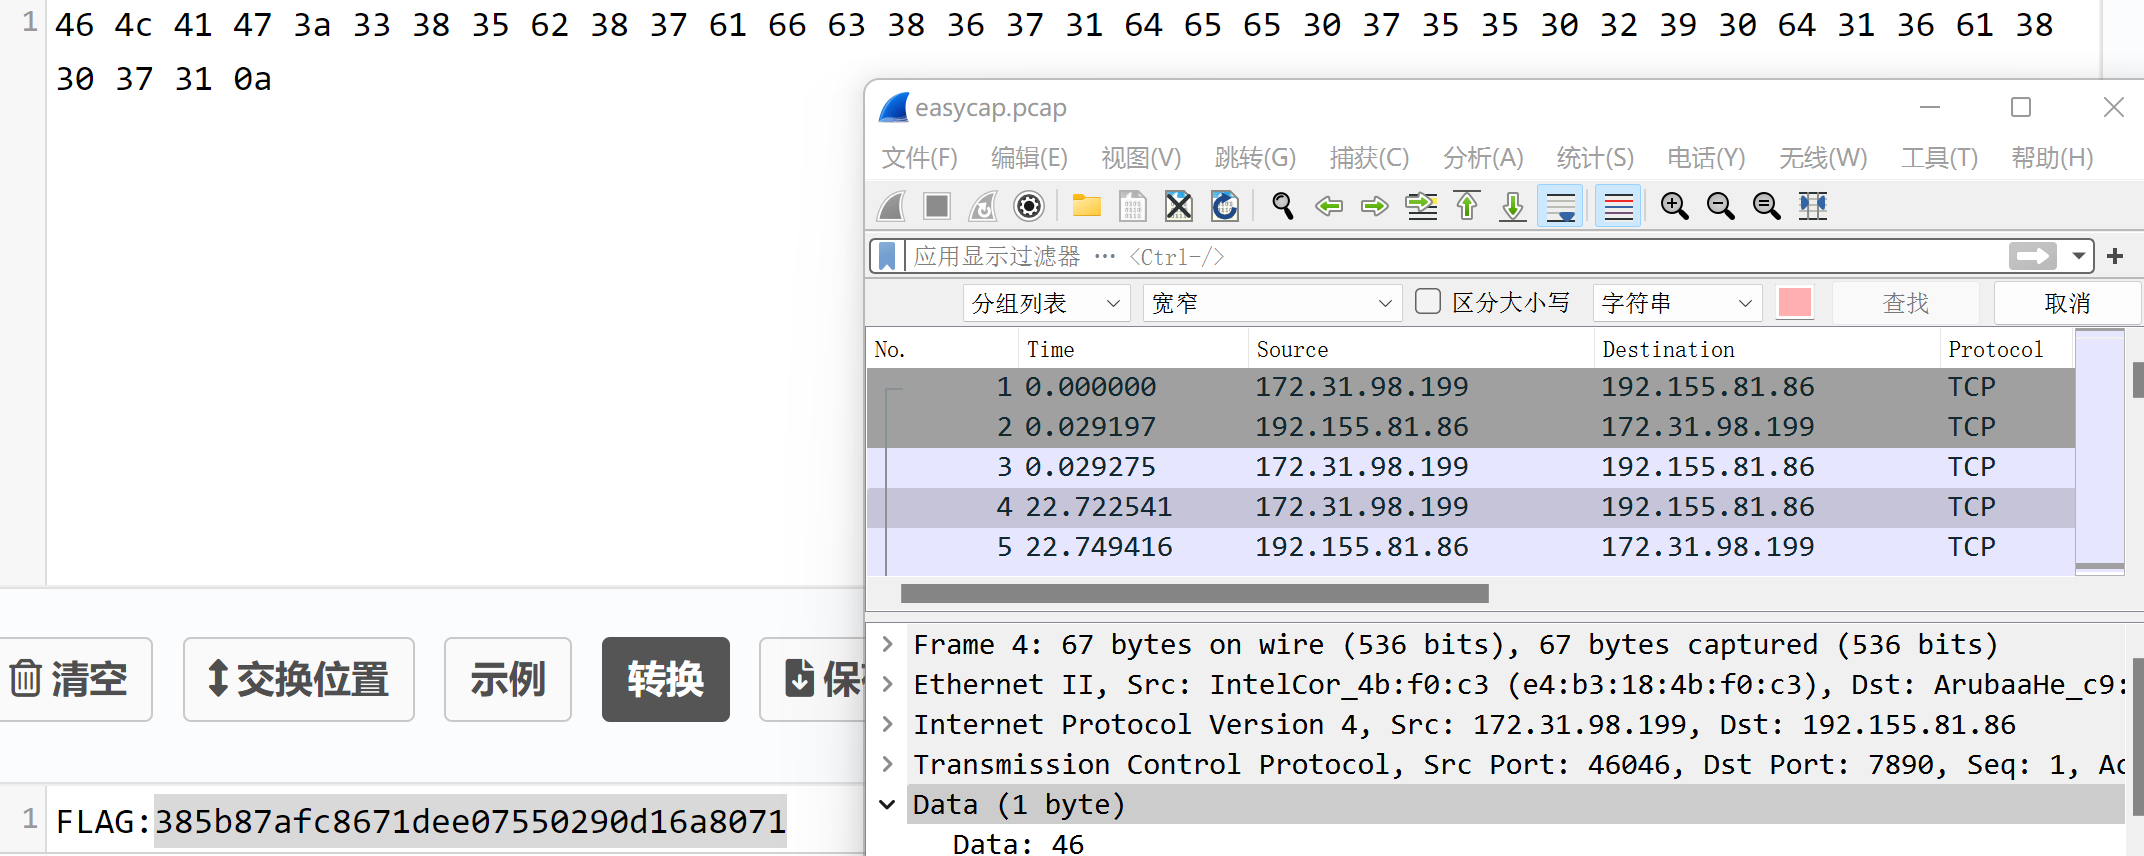 1 46 4c 41 47 3a 33 38 35 62 38 37 61 66 63 38 36 37 31 64 65 65 30 37 35 35 30 32 39 30 64 31 36 61 38
30 37 31 0a
easycap.pcap
文件(F) 编辑(E) 视图(V) 跳转(G) 捕获(C) 分析(A) 统计(S) 电话(Y) 无线(W) 工具(T) 帮助(H)
应用显示过滤器 … <Ctrl-/>
分组列表 宽窄 区分大小写 字符串 查找 取消
No. Time Source Destination Protocol
1 0.000000 172.31.98.199 192.155.81.86 TCP
2 0.029197 192.155.81.86 172.31.98.199 TCP
3 0.029275 172.31.98.199 192.155.81.86 TCP
4 22.722541 172.31.98.199 192.155.81.86 TCP
5 22.749416 192.155.81.86 172.31.98.199 TCP
清空 交换位置 示例 转换 保
Frame 4: 67 bytes on wire (536 bits), 67 bytes captured (536 bits)
Ethernet II, Src: IntelCor_4b:f0:c3 (e4:b3:18:4b:f0:c3), Dst: ArubaaHe_c9:
Internet Protocol Version 4, Src: 172.31.98.199, Dst: 192.155.81.86
Transmission Control Protocol, Src Port: 46046, Dst Port: 7890, Seq: 1, Ac
Data (1 byte)
Data: 46
1 FLAG:385b87afc8671dee07550290d16a8071